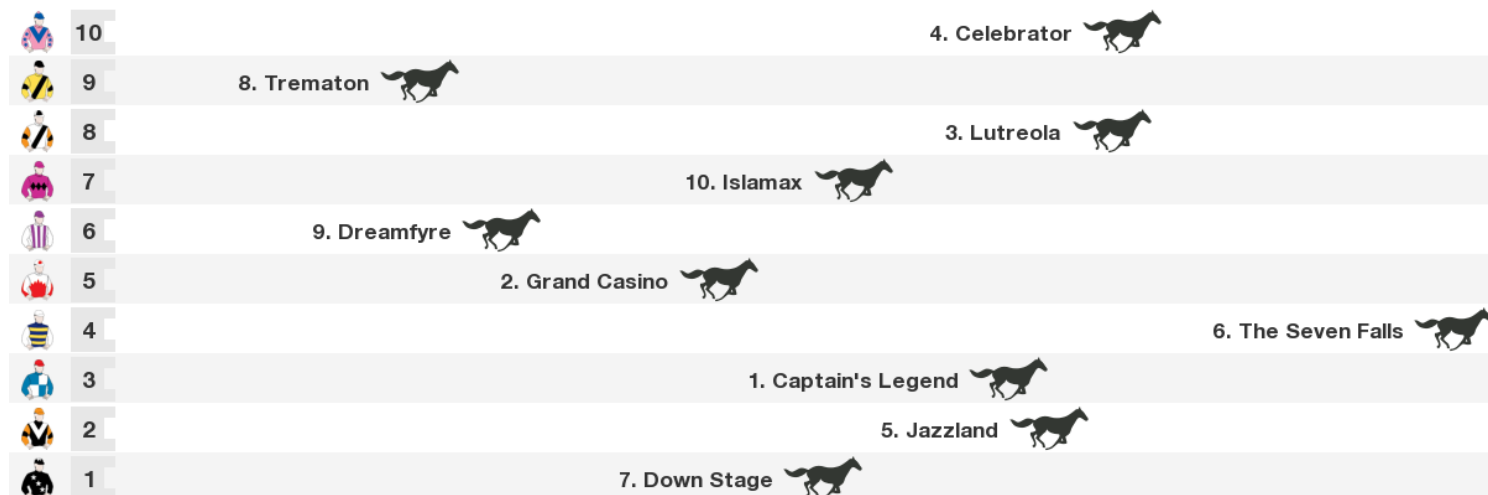 10 4. Celebrator
9 8. Trematon
8 3. Lutreola
7 10. Islamax
6 9. Dreamfyre
5 2. Grand Casino
4 6. The Seven Falls
3 1. Captain's Legend
2 5. Jazzland
1 7. Down Stage